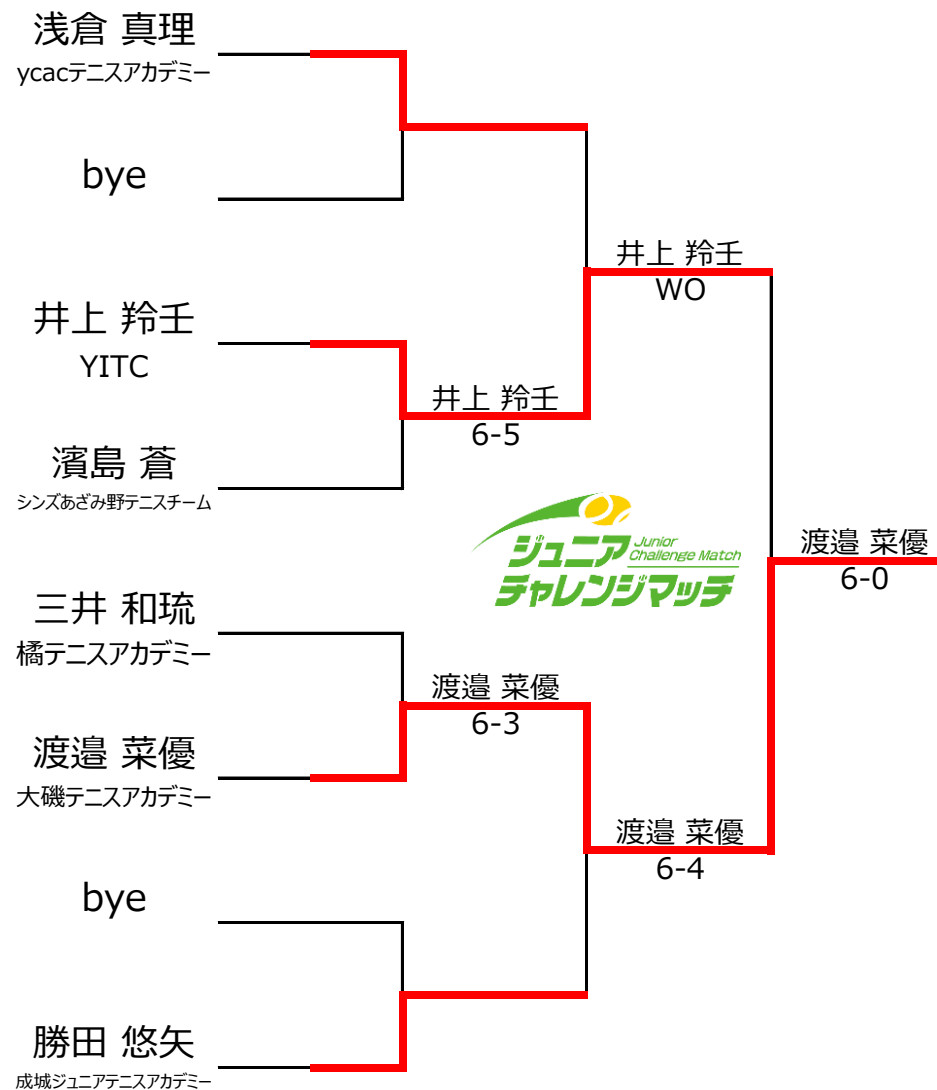 浅倉 真理
ycacテニスアカデミー
bye
井上 羚壬
YITC
濱島 蒼
シンズあざみ野テニスチーム
三井 和琉
橘テニスアカデミー
渡邉 菜優
大磯テニスアカデミー
bye
勝田 悠矢
成城ジュニアテニスアカデミー
井上 羚壬
6-5
渡邉 菜優
6-3
井上 羚壬
WO
渡邉 菜優
6-4
ジュニア
Junior
Challenge Match
チャレンジマッチ
渡邉 菜優
6-0